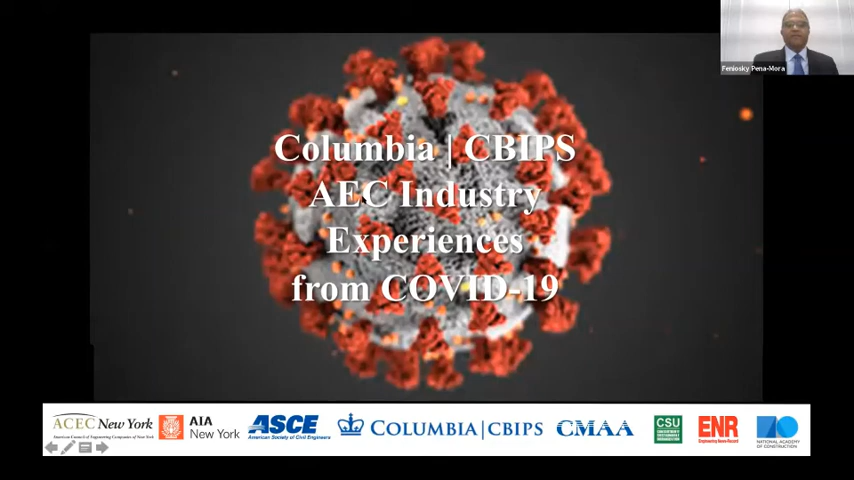 Feniosky Pena-Mora
Columbia | CBIPS
AEC Industry
Experiences
from COVID-19
ACEC New York
American Council of Engineering Companies of New York
AIA
New York
ASCE
American Society of Civil Engineers
COLUMBIA | CBIPS
CMAA
CSU
ENR
Engineering News-Record
NATIONAL ACADEMY
OF CONSTRUCTION